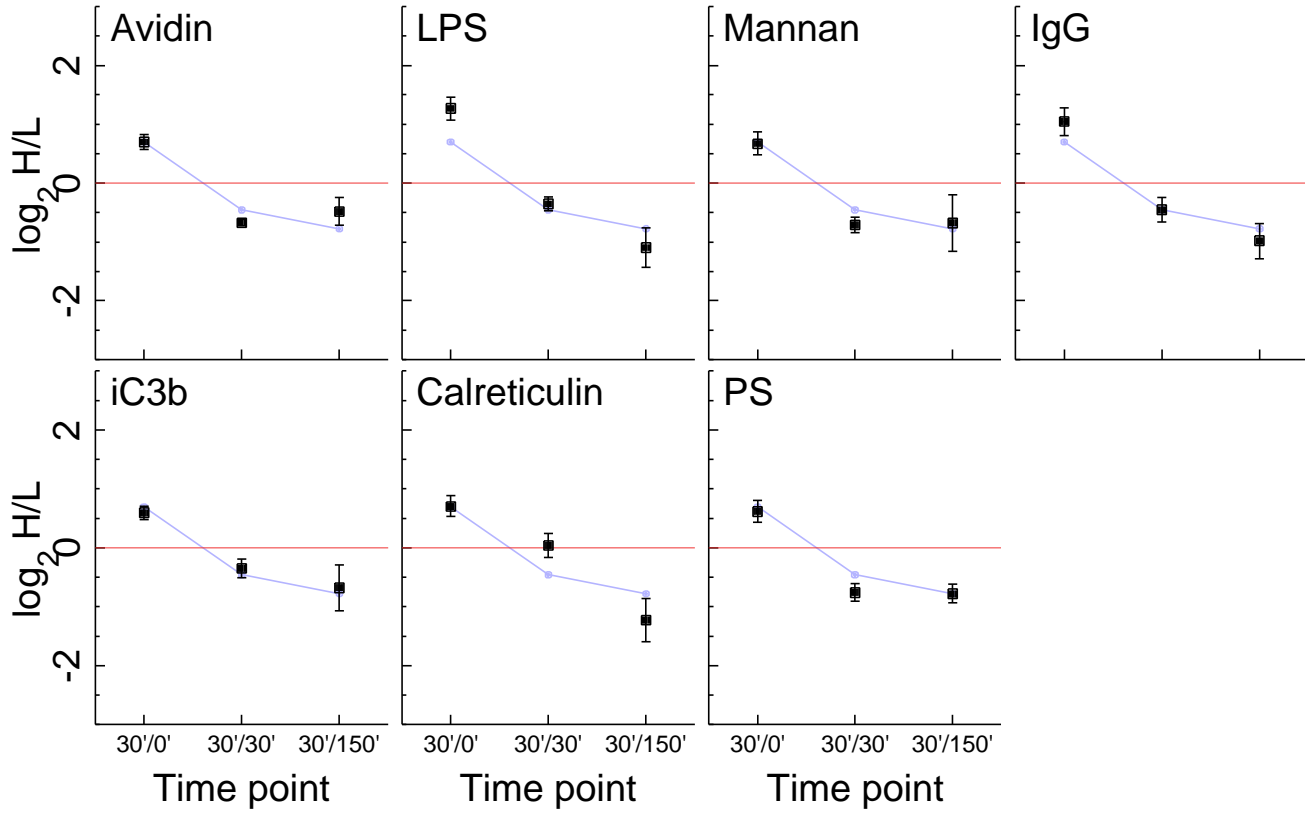 Avidin LPS Mannan IgG
2
0
-2
log2 H/L
iC3b Calreticulin PS
2
0
-2
log2 H/L
30'/0' 30'/30' 30'/150' 30'/0' 30'/30' 30'/150' 30'/0' 30'/30' 30'/150'
Time point Time point Time point